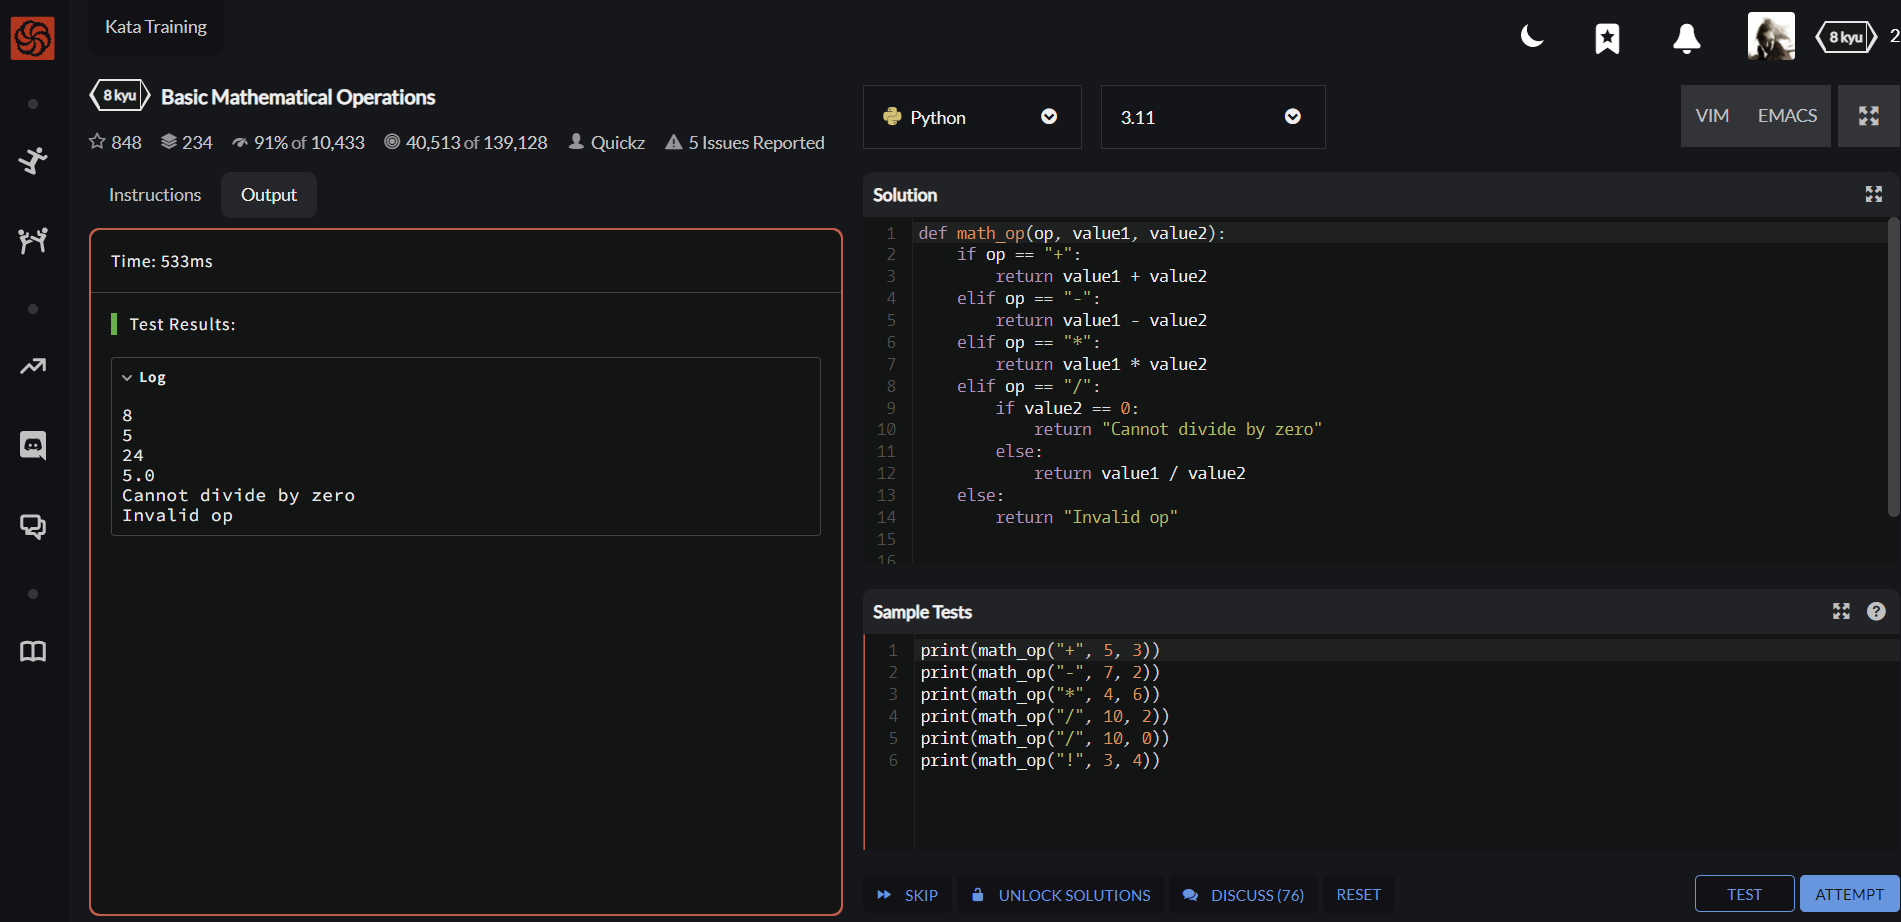 Kata Training
8 kyu
2
8 kyu Basic Mathematical Operations
848 234 91% of 10,433 40,513 of 139,128 Quickz 5 Issues Reported
Instructions Output
Time: 533ms
Test Results:
Log
8
5
24
5.0
Cannot divide by zero
Invalid op
Python 3.11 VIM EMACS
Solution
1 def math_op(op, value1, value2):
2 if op == "+":
3 return value1 + value2
4 elif op == "-":
5 return value1 - value2
6 elif op == "*":
7 return value1 * value2
8 elif op == "/":
9 if value2 == 0:
10 return "Cannot divide by zero"
11 else:
12 return value1 / value2
13 else:
14 return "Invalid op"
15
16
Sample Tests
?
1 print(math_op("+", 5, 3))
2 print(math_op("-", 7, 2))
3 print(math_op("*", 4, 6))
4 print(math_op("/", 10, 2))
5 print(math_op("/", 10, 0))
6 print(math_op("!", 3, 4))
SKIP UNLOCK SOLUTIONS DISCUSS (76) RESET TEST ATTEMPT